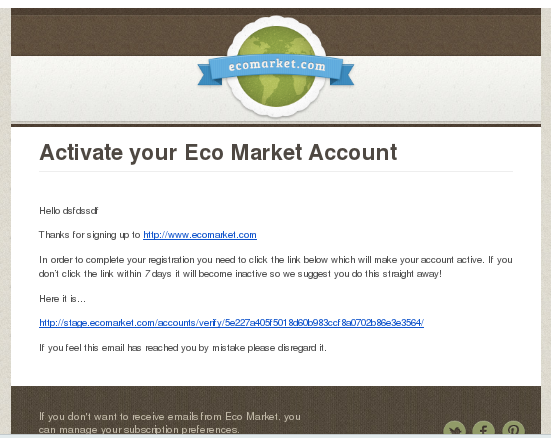 ecomarket.com
Activate your Eco Market Account
Hello dsfdssdf
Thanks for signing up to http://www.ecomarket.com
In order to complete your registration you need to click the link below which will make your account active. If you
don't click the link within 7 days it will become inactive so we suggest you do this straight away!
Here it is...
http://stage.ecomarket.com/accounts/verify/5e227a405f5018d60b983ccf8a0702b86e3e3564/
If you feel this email has reached you by mistake please disregard it.
If you don't want to receive emails from Eco Market, you
can manage your subscription preferences.